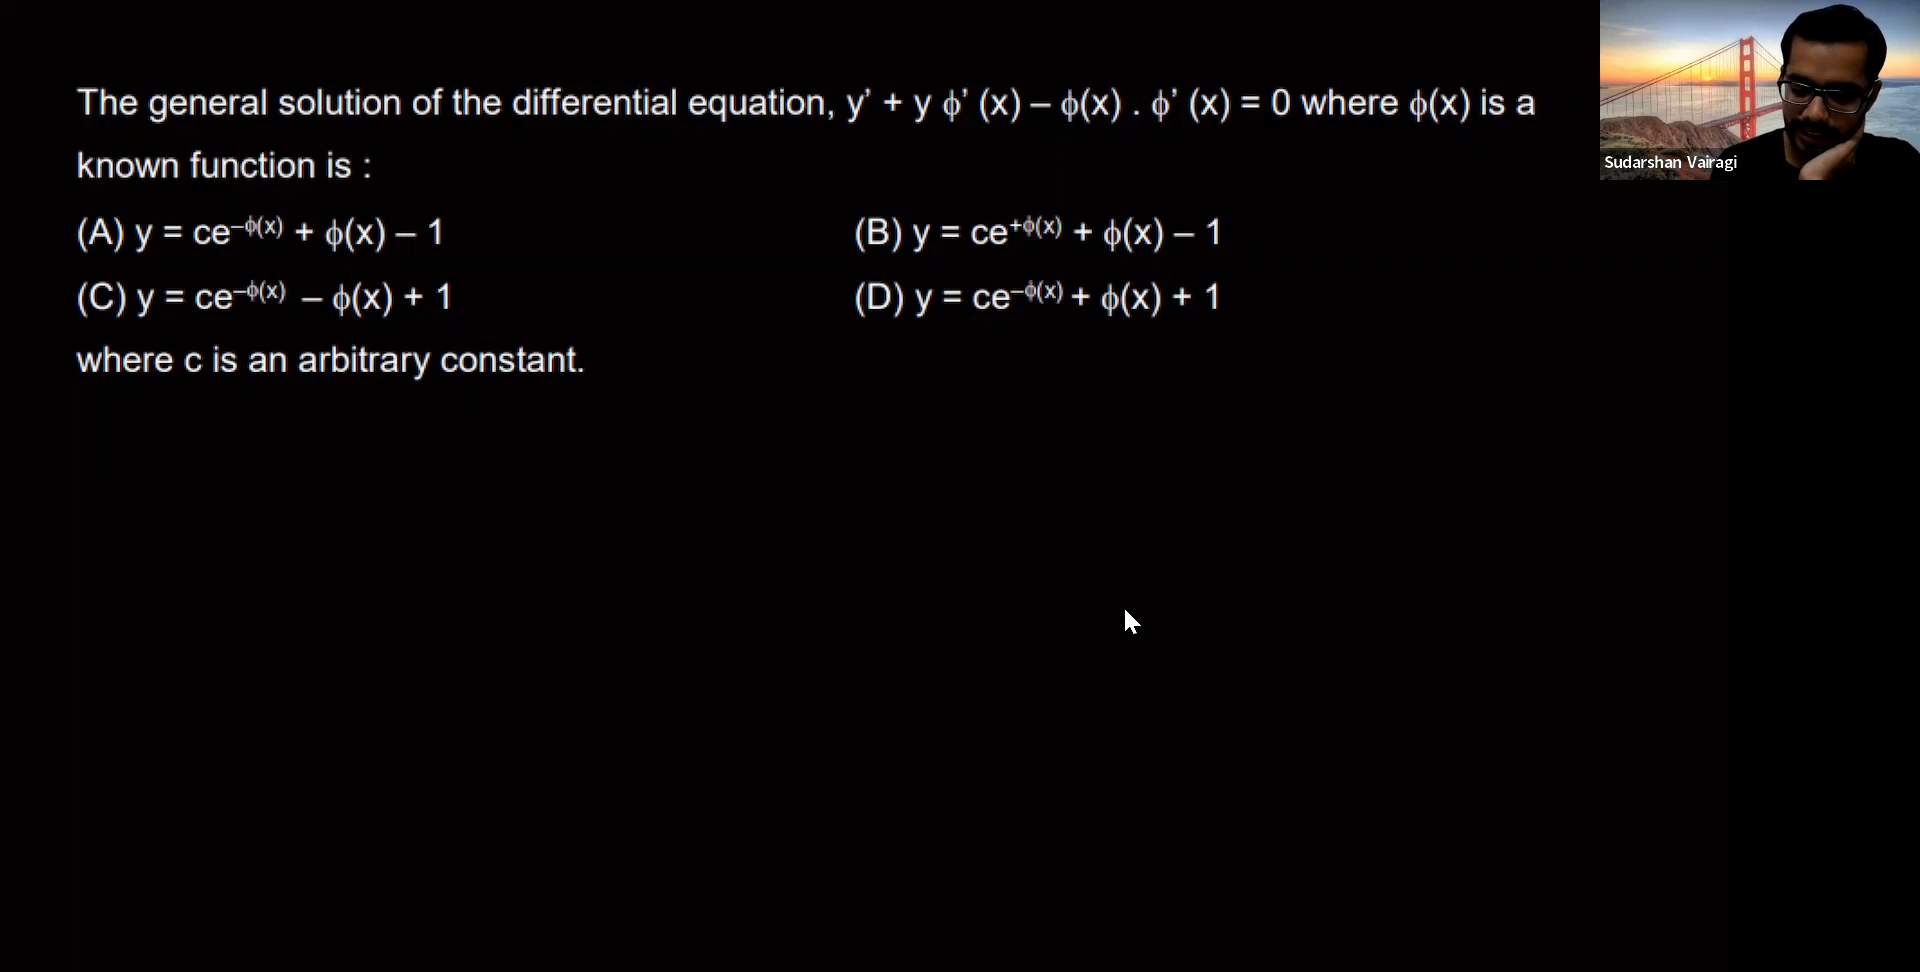 The general solution of the differential equation, y’ + y ϕ’ (x) – ϕ(x) . ϕ’ (x) = 0 where ϕ(x) is a
known function is :
(A) y = ce⁻ᶲ⁽ˣ⁾ + ϕ(x) – 1 (B) y = ce⁺ᶲ⁽ˣ⁾ + ϕ(x) – 1
(C) y = ce⁻ᶲ⁽ˣ⁾ – ϕ(x) + 1 (D) y = ce⁻ᶲ⁽ˣ⁾ + ϕ(x) + 1
where c is an arbitrary constant.
Sudarshan Vairagi